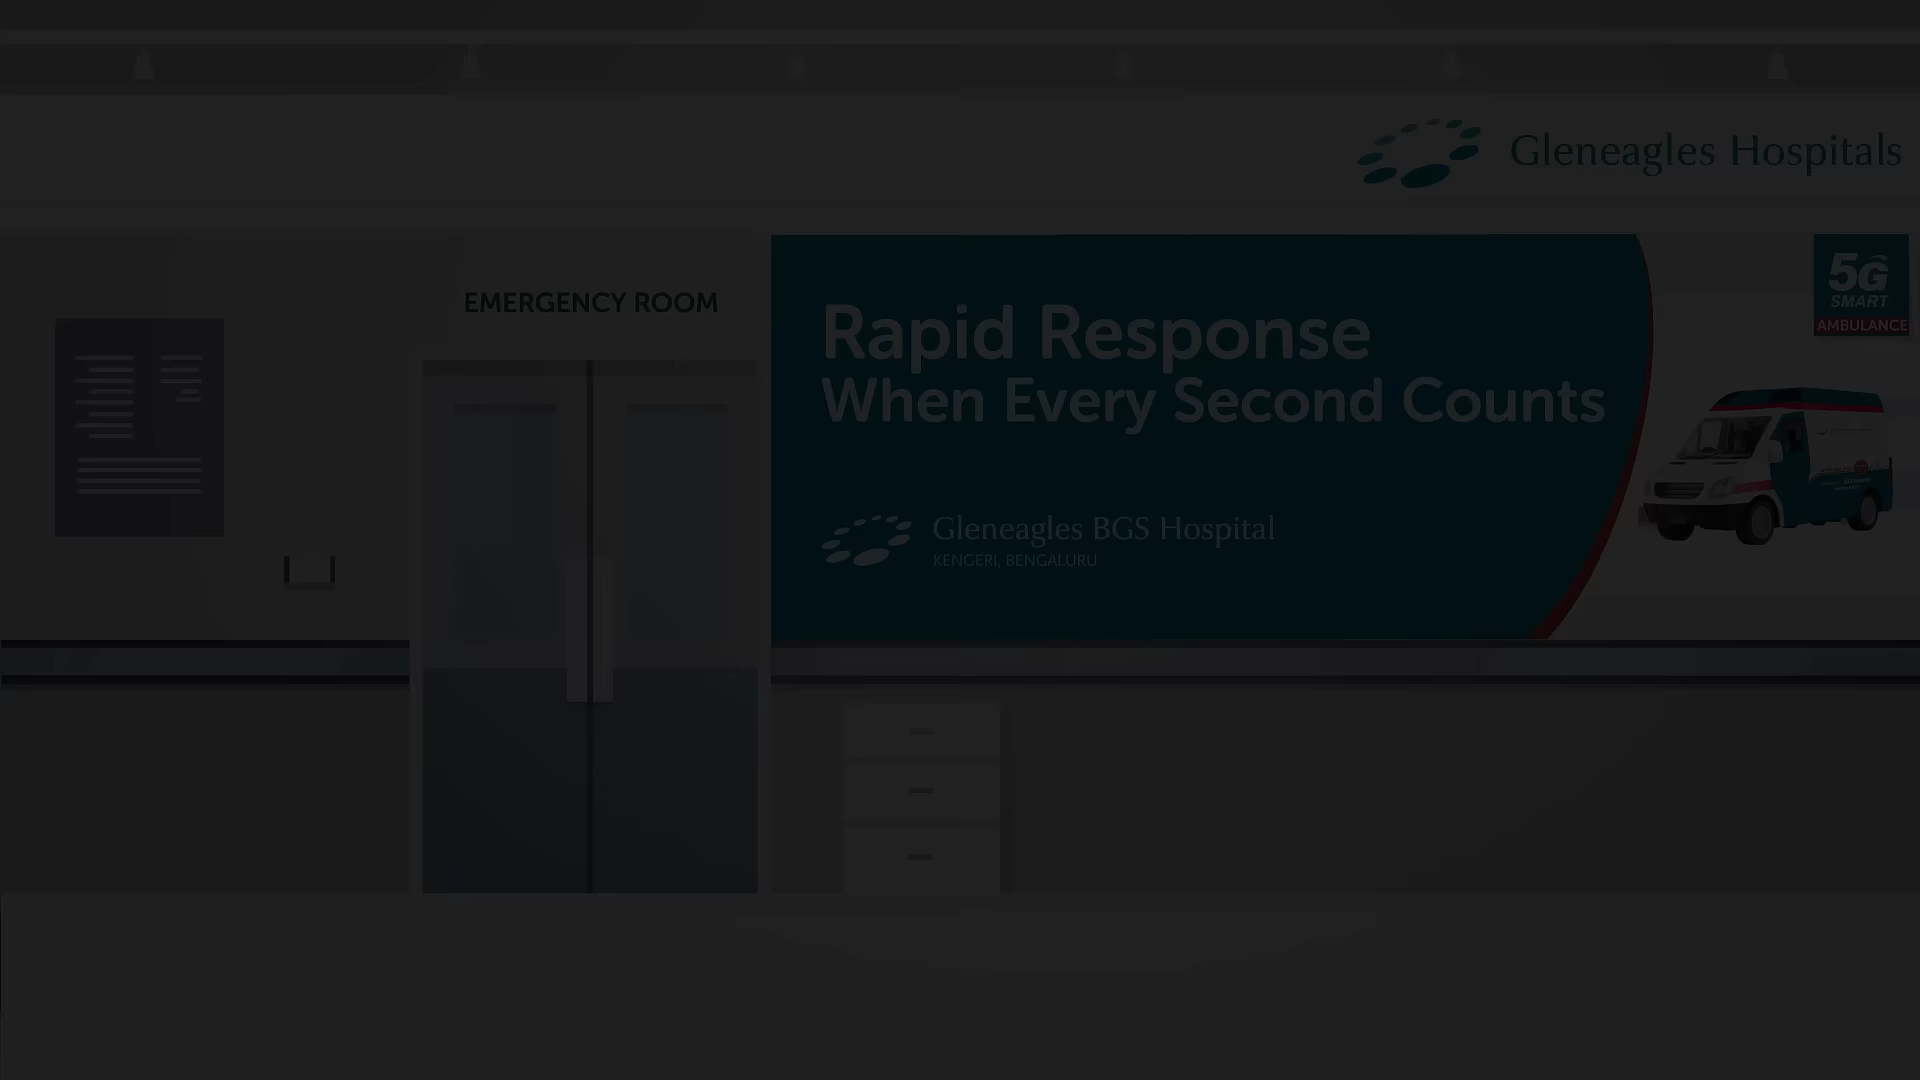 Gleneagles Hospitals
EMERGENCY ROOM
Rapid Response
When Every Second Counts
Gleneagles BGS Hospital
KENGERI, BENGALURU
5G
SMART
AMBULANCE